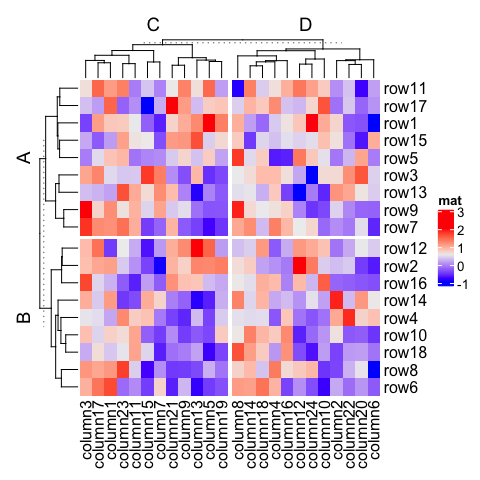 C
D
A
B
row11
row17
row1
row15
row5
row3
row13
row9
row7
row12
row2
row16
row14
row4
row10
row18
row8
row6
mat
3
2
1
0
-1
column3
column17
column1
column23
column11
column15
column7
column21
column9
column13
column5
column19
column8
column14
column18
column4
column16
column12
column24
column10
column2
column22
column20
column6